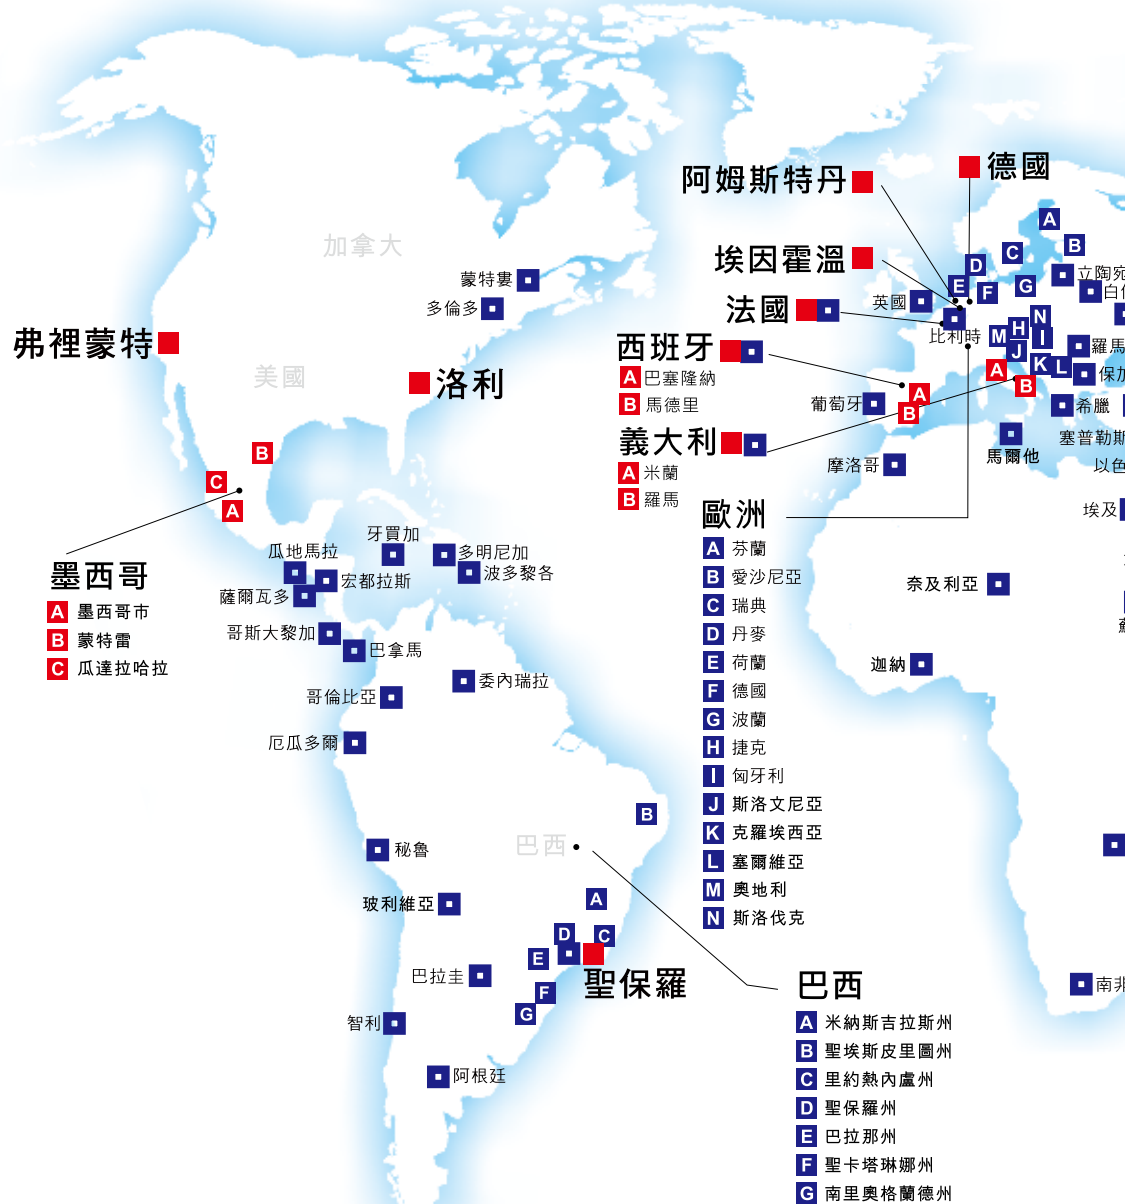 德國
阿姆斯特丹
A
B
加拿大
埃因霍溫
C
D
蒙特婁
立陶宛
E
F
G
白
英國
多倫多
法國
N
弗裡蒙特
比利時
M
H
I
西班牙
羅馬
J
美國
A
巴塞隆納
K
L
A
保加
洛利
B
馬德里
葡萄牙
A
B
B
希臘
義大利
塞普勒斯
B
馬爾他
A
米蘭
摩洛哥
以色
C
B
羅馬
A
歐洲
埃及
牙買加
瓜地馬拉
多明尼加
A
芬蘭
墨西哥
宏都拉斯
波多黎各
B
愛沙尼亞
奈及利亞
薩爾瓦多
A
墨西哥市
C
瑞典
B
蒙特雷
哥斯大黎加
D
丹麥
C
瓜達拉哈拉
巴拿馬
E
荷蘭
迦納
委內瑞拉
F
德國
哥倫比亞
G
波蘭
厄瓜多爾
H
捷克
I
匈牙利
J
斯洛文尼亞
B
K
克羅埃西亞
巴西
秘魯
L
塞爾維亞
M
奧地利
玻利維亞
A
N
斯洛伐克
D
C
E
巴拉圭
聖保羅
巴西
南非
F
G
智利
A
米納斯吉拉斯州
B
聖埃斯皮里圖州
阿根廷
C
里約熱內盧州
D
聖保羅州
E
巴拉那州
F
聖卡塔琳娜州
G
南里奧格蘭德州